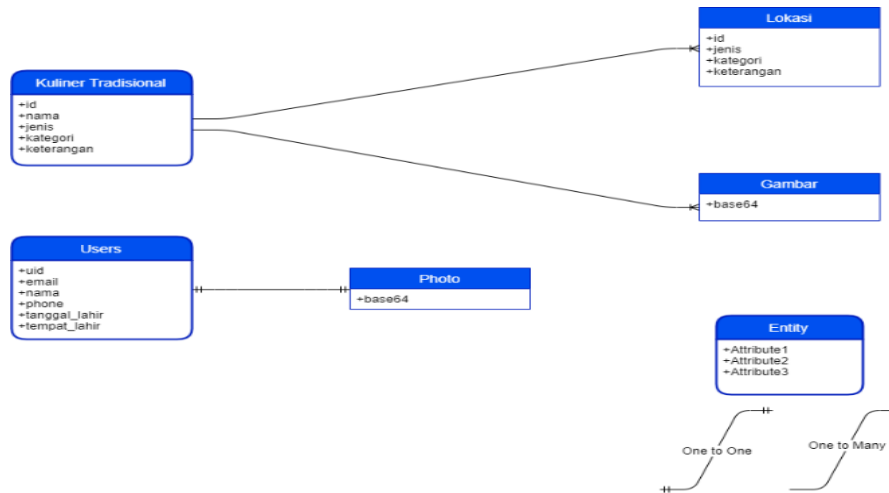 Kuliner Tradisional
+id
+nama
+jenis
+kategori
+keterangan
Lokasi
+id
+jenis
+kategori
+keterangan
Gambar
+base64
Users
+uid
+email
+nama
+phone
+tanggal_lahir
+tempat_lahir
Photo
+base64
Entity
+Attribute1
+Attribute2
+Attribute3
One to One
One to Many